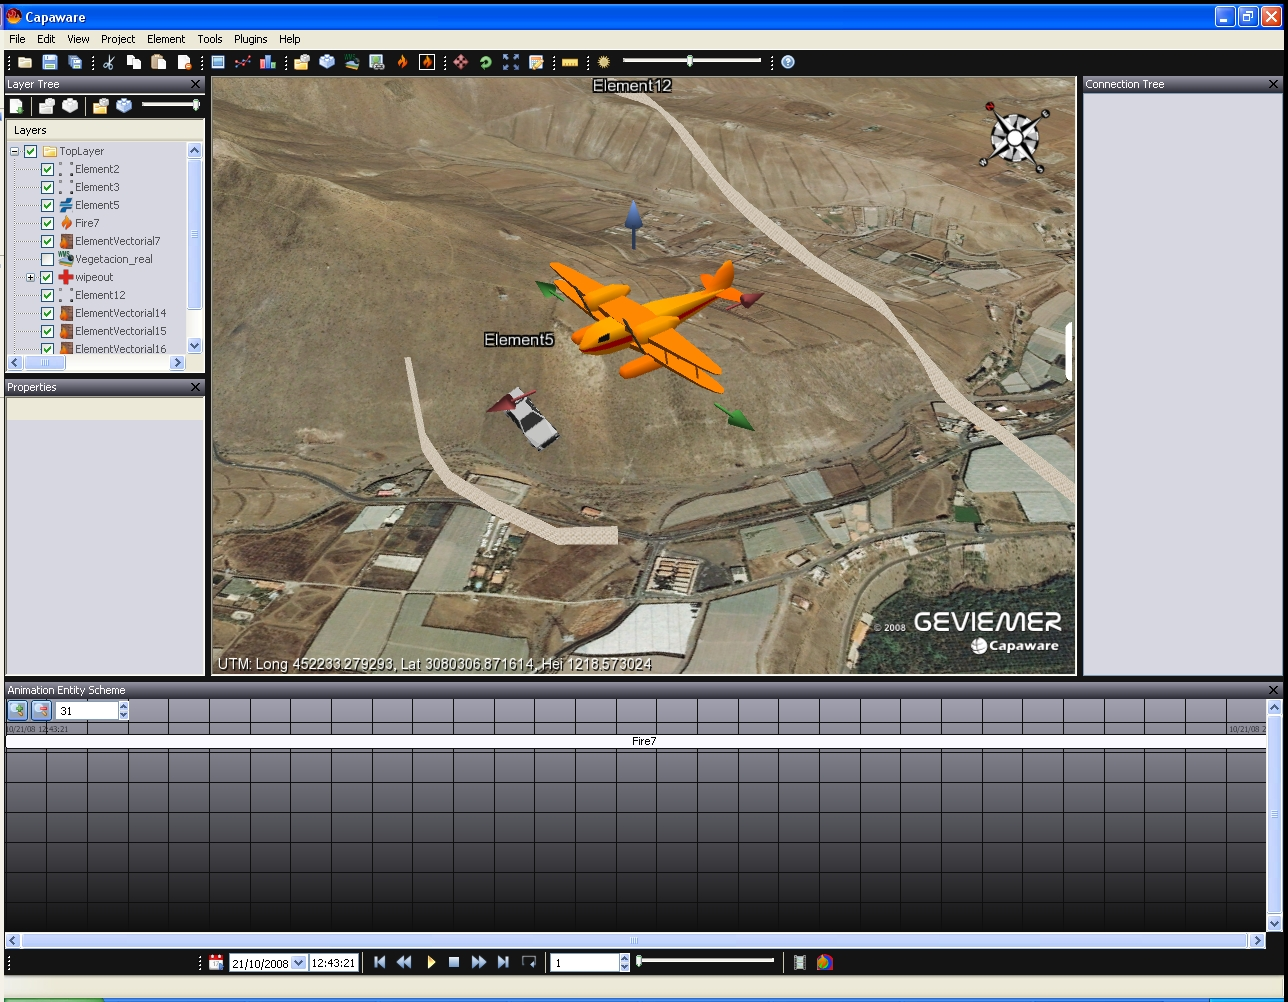 Capaware
File Edit View Project Element Tools Plugins Help
Layer Tree
Layers
TopLayer
Element2
Element3
Element5
Fire7
ElementVectorial7
Vegetacion_real
wipeout
Element12
ElementVectorial14
ElementVectorial15
ElementVectorial16
Properties
Element12
Element5
© 2008 GEVIEMER
Capaware
UTM: Long 452233.279293, Lat 3080306.871614, Hei 1218.573024
Connection Tree
Animation Entity Scheme
31
10/21/08 12:43:21
10/21/08 2
Fire7
21/10/2008 12:43:21 1